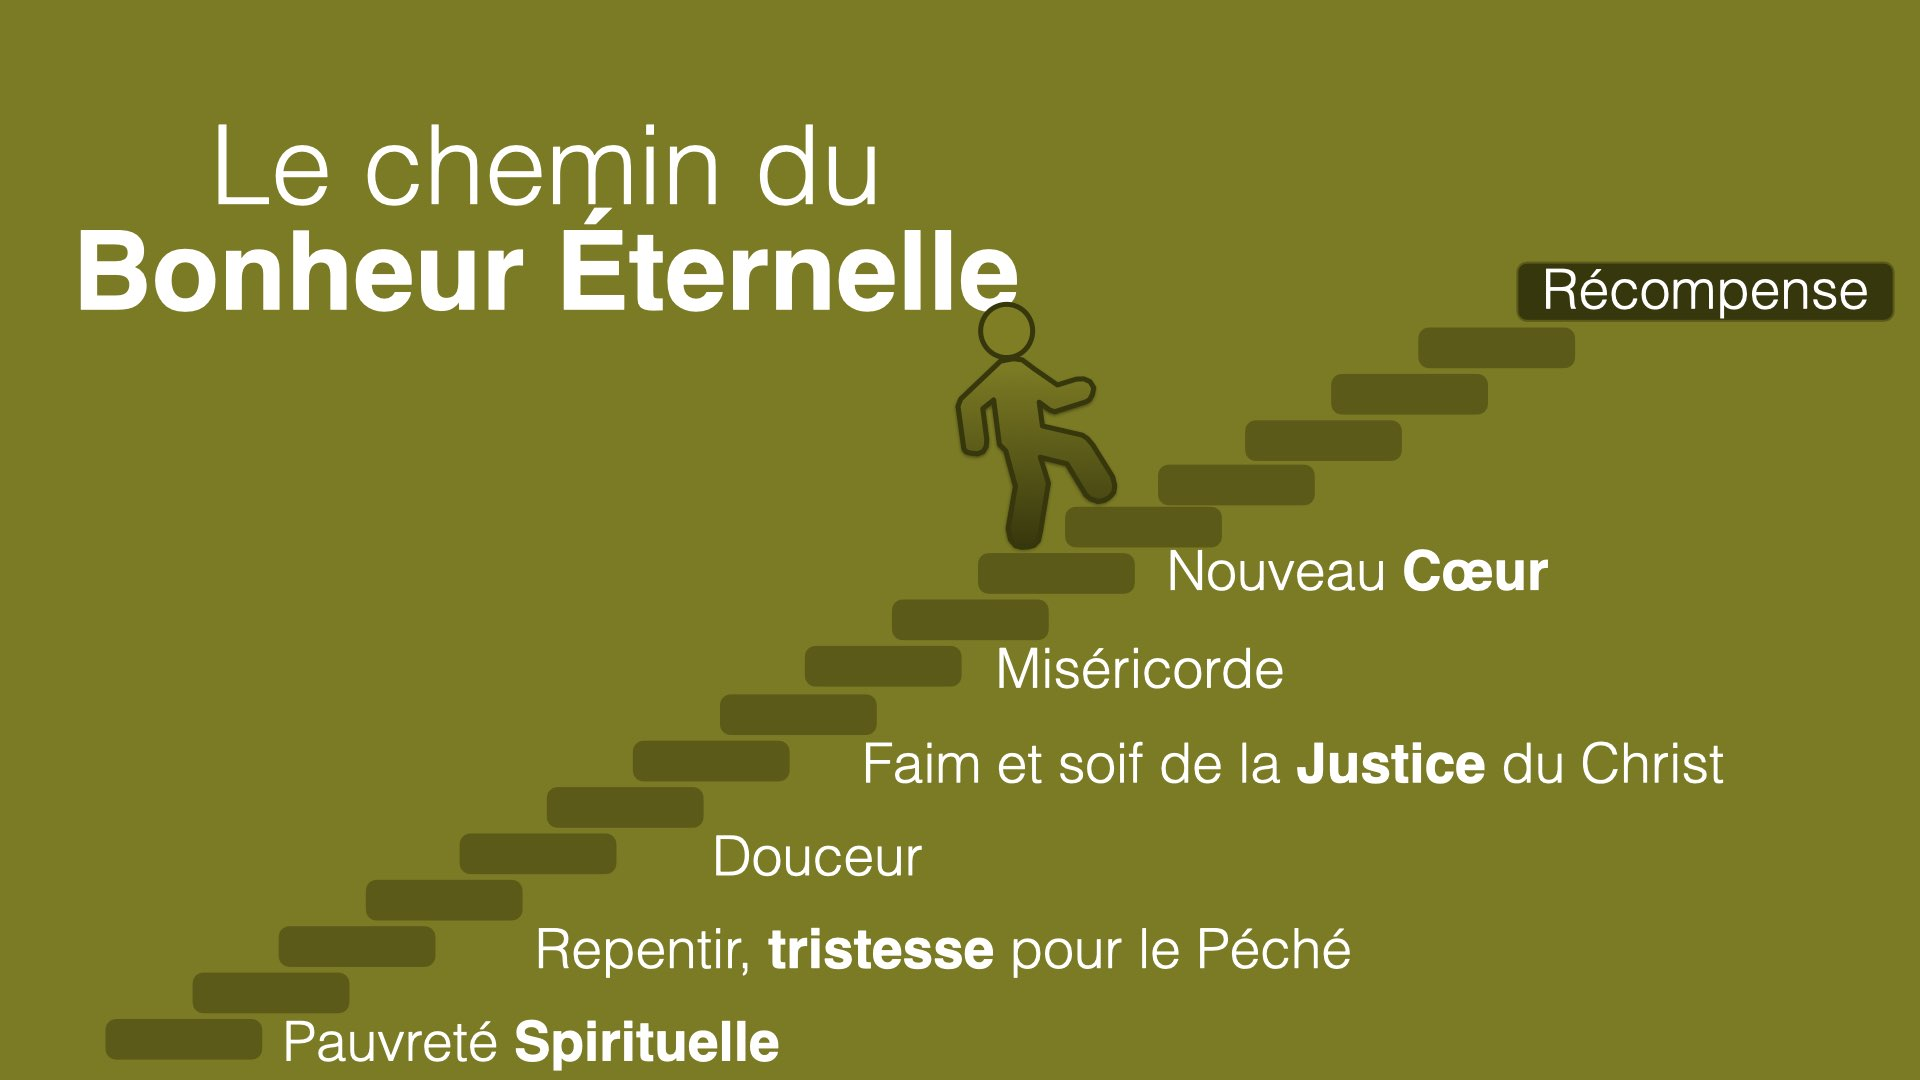 Le chemin du
Bonheur Éternelle
Récompense
Nouveau Cœur
Miséricorde
Faim et soif de la Justice du Christ
Douceur
Repentir, tristesse pour le Péché
Pauvreté Spirituelle